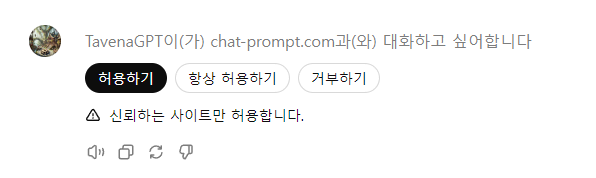 TavenaGPT이(가) chat-prompt.com과(와) 대화하고 싶어합니다
허용하기 항상 허용하기 거부하기
신뢰하는 사이트만 허용합니다.